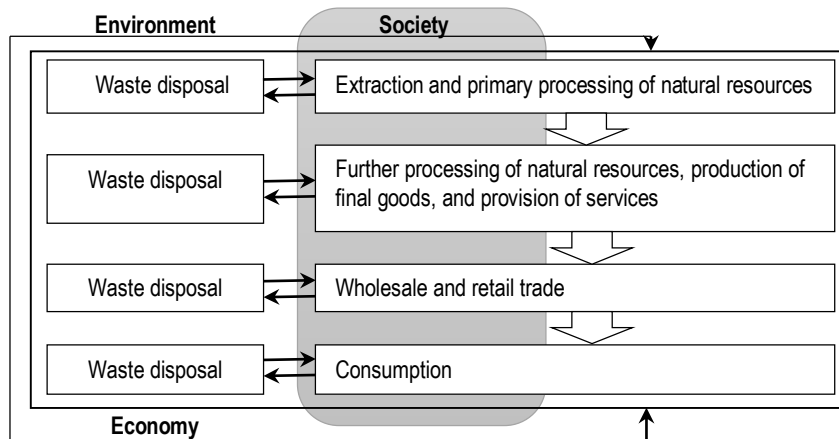 Environment
Society
Waste disposal
Extraction and primary processing of natural resources
Waste disposal
Further processing of natural resources, production of
final goods, and provision of services
Waste disposal
Wholesale and retail trade
Waste disposal
Consumption
Economy